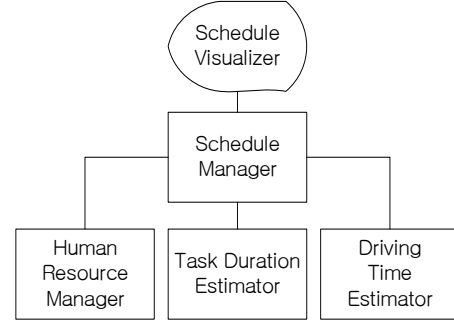 Schedule
Visualizer
Schedule
Manager
Human
Resource
Manager
Task Duration
Estimator
Driving
Time
Estimator